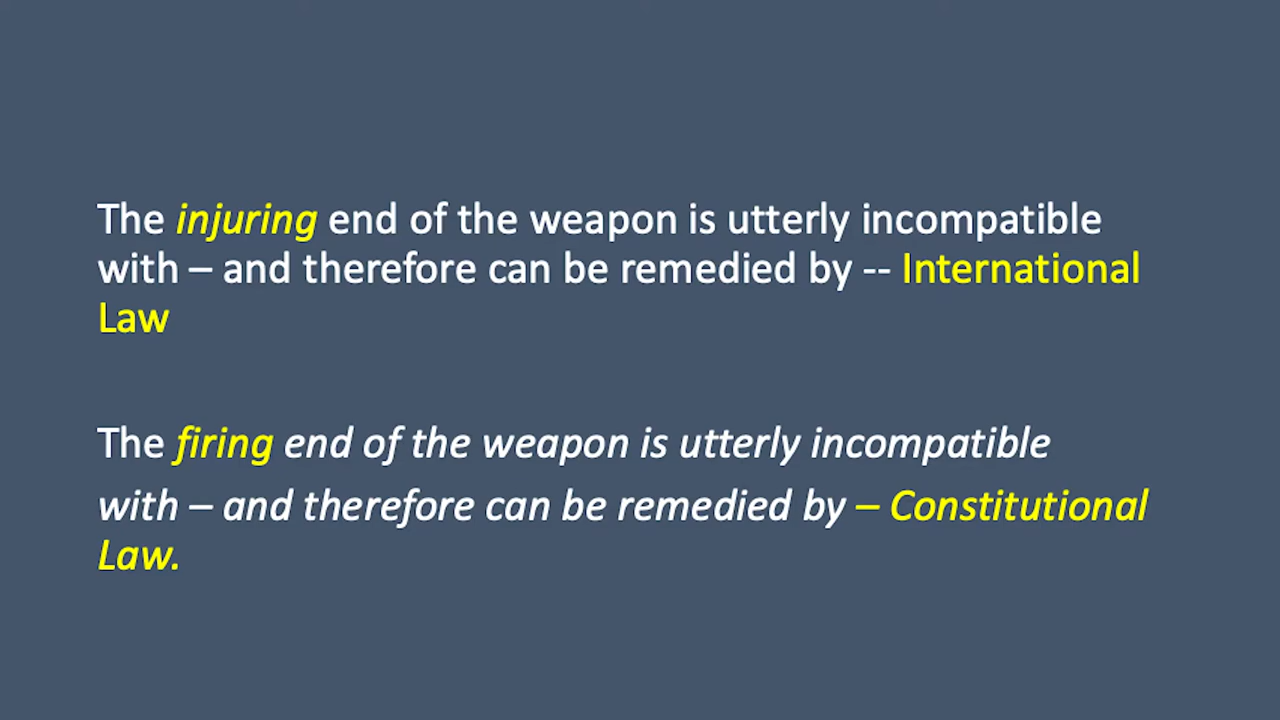 The injuring end of the weapon is utterly incompatible
with – and therefore can be remedied by -- International
Law
The firing end of the weapon is utterly incompatible
with – and therefore can be remedied by – Constitutional
Law.